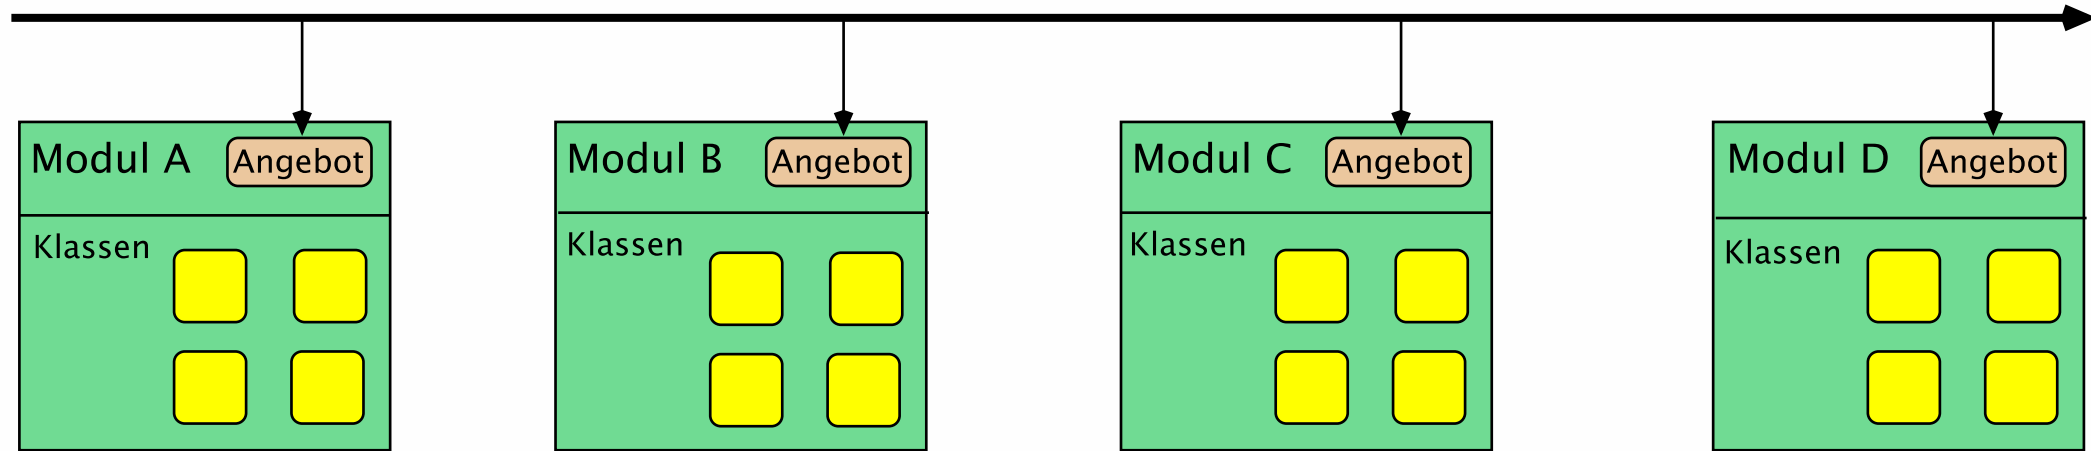 Modul A
Angebot
Klassen
Modul B
Angebot
Klassen
Modul C
Angebot
Klassen
Modul D
Angebot
Klassen